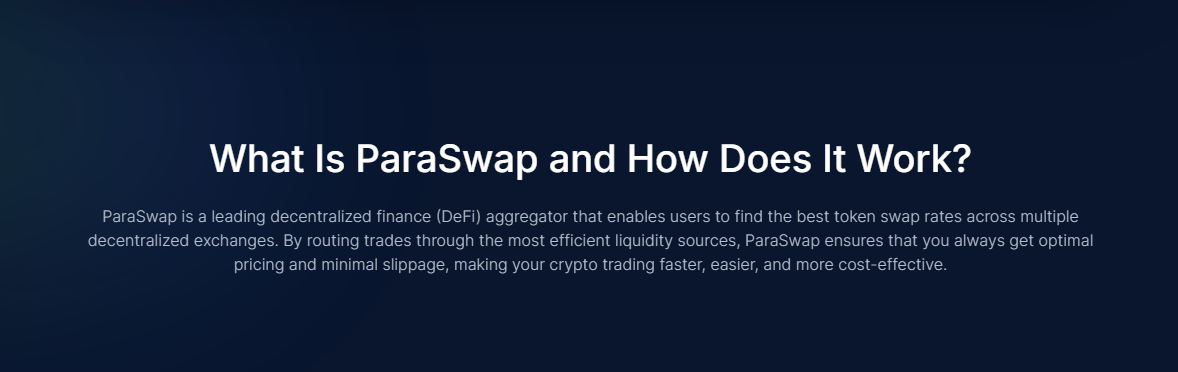 What Is ParaSwap and How Does It Work?
ParaSwap is a leading decentralized finance (DeFi) aggregator that enables users to find the best token swap rates across multiple
decentralized exchanges. By routing trades through the most efficient liquidity sources, ParaSwap ensures that you always get optimal
pricing and minimal slippage, making your crypto trading faster, easier, and more cost-effective.